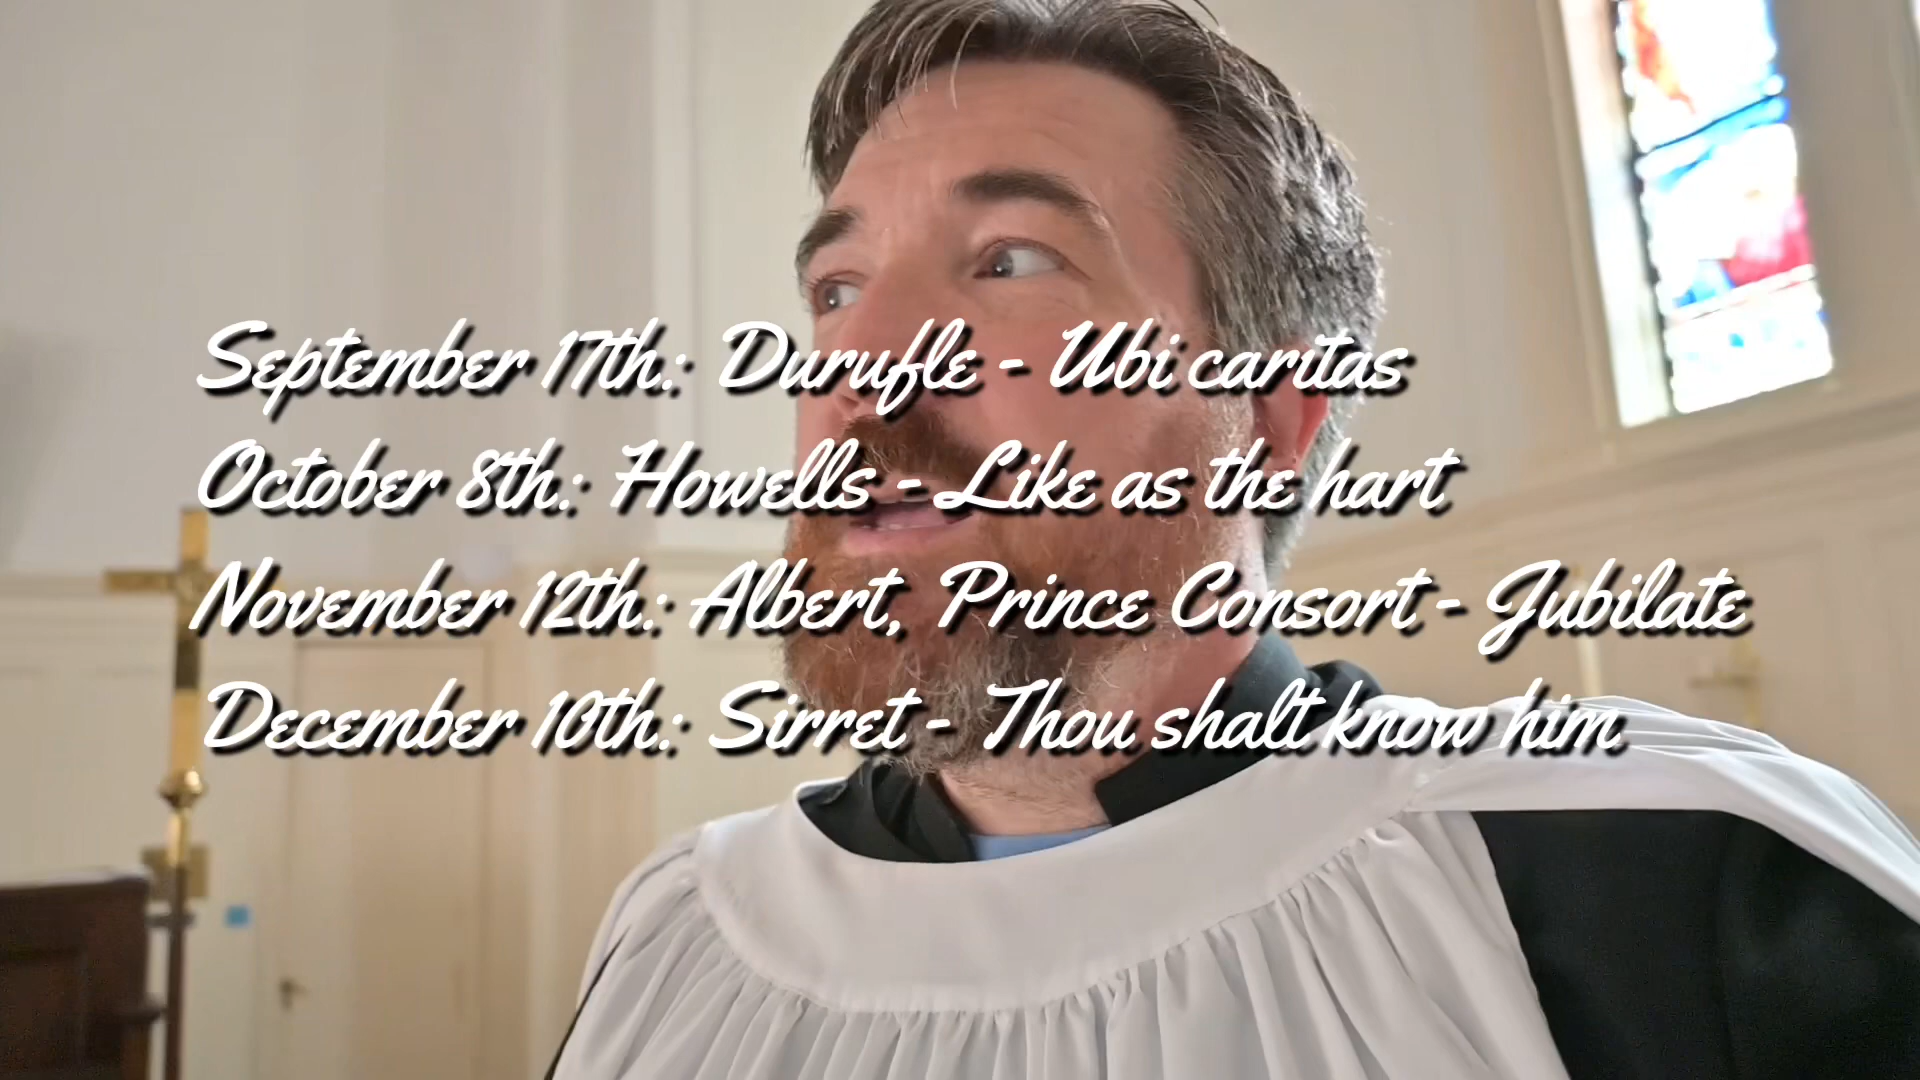 September 17th: Durufle - Ubi caritas
October 8th: Howells - Like as the hart
November 12th: Albert, Prince Consort - Jubilate
December 10th: Sirret - Thou shalt know him